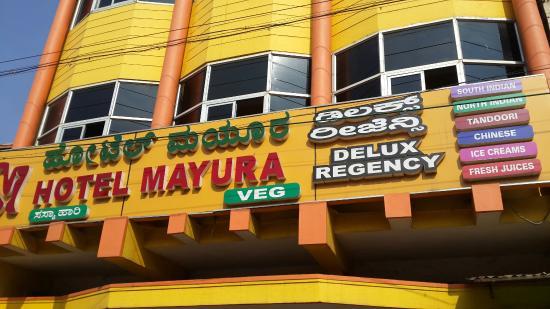 ಹೋಟೆಲ್ ಮಯೂರ
HOTEL MAYURA
ಸಸ್ಯಾಹಾರಿ
VEG
ಡಿಲಕ್ಸ್
ರೀಜೆನ್ಸಿ
DELUX
REGENCY
SOUTH INDIAN
NORTH INDIAN
TANDOORI
CHINESE
ICE CREAMS
FRESH JUICES